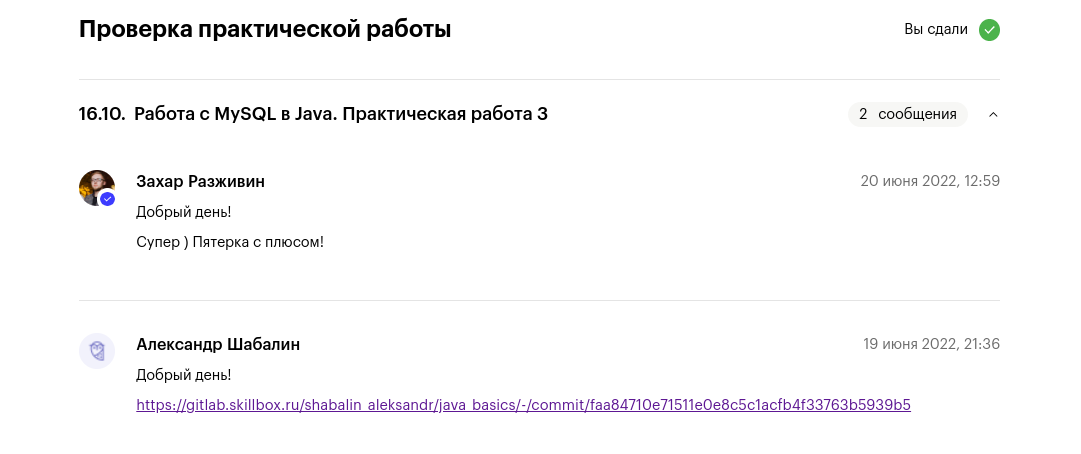 Проверка практической работы
Вы сдали
16.10. Работа с MySQL в Java. Практическая работа 3
2 сообщения
Захар Разживин
20 июня 2022, 12:59
Добрый день!
Супер ) Пятерка с плюсом!
Александр Шабалин
19 июня 2022, 21:36
Добрый день!
https://gitlab.skillbox.ru/shabalin_aleksandr/java_basics/-/commit/faa84710e71511e0e8c5c1acfb4f33763b5939b5